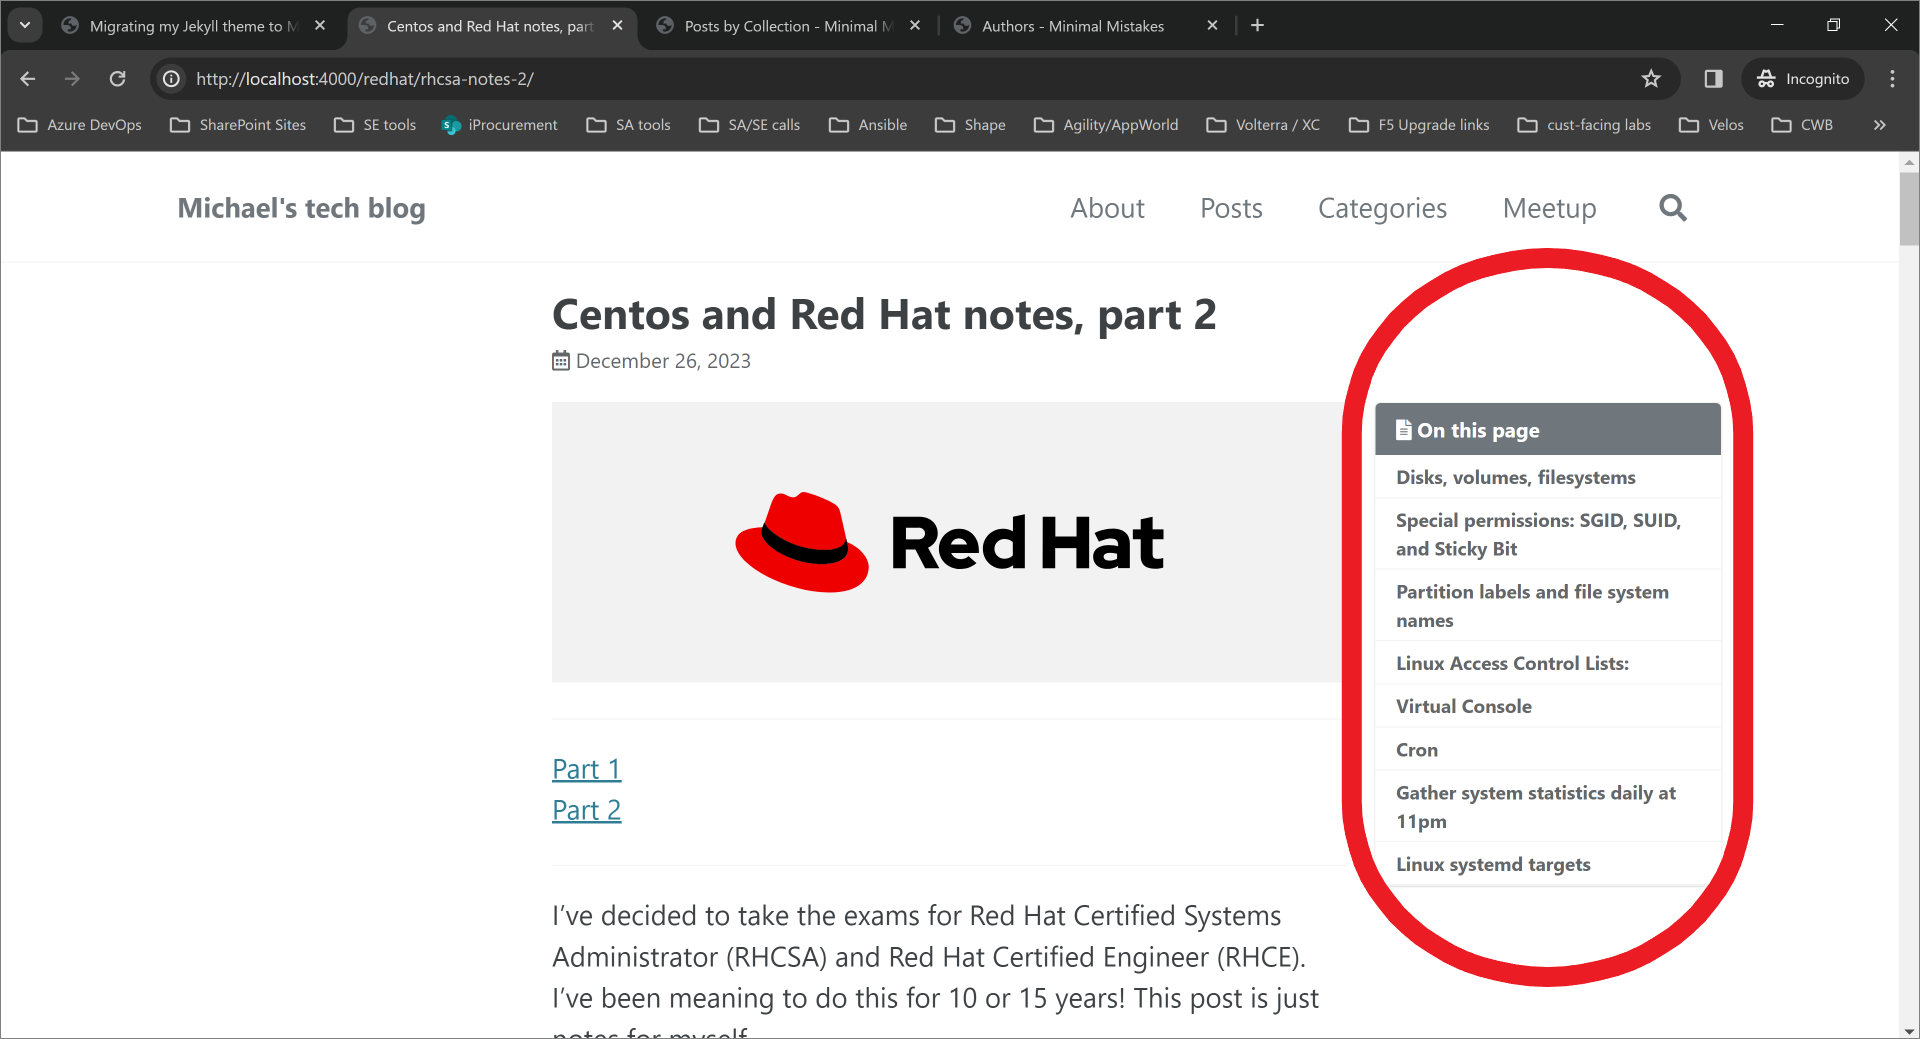 Migrating my Jekyll theme to M
Centos and Red Hat notes, part
Posts by Collection - Minimal M
Authors - Minimal Mistakes
http://localhost:4000/redhat/rhcsa-notes-2/
Incognito
Azure DevOps
SharePoint Sites
SE tools
iProcurement
SA tools
SA/SE calls
Ansible
Shape
Agility/AppWorld
Volterra / XC
F5 Upgrade links
cust-facing labs
Velos
CWB
Michael's tech blog
About
Posts
Categories
Meetup
Centos and Red Hat notes, part 2
December 26, 2023
Red Hat
Part 1
Part 2
I’ve decided to take the exams for Red Hat Certified Systems
Administrator (RHCSA) and Red Hat Certified Engineer (RHCE).
I’ve been meaning to do this for 10 or 15 years! This post is just
notes for myself
On this page
Disks, volumes, filesystems
Special permissions: SGID, SUID,
and Sticky Bit
Partition labels and file system
names
Linux Access Control Lists:
Virtual Console
Cron
Gather system statistics daily at
11pm
Linux systemd targets